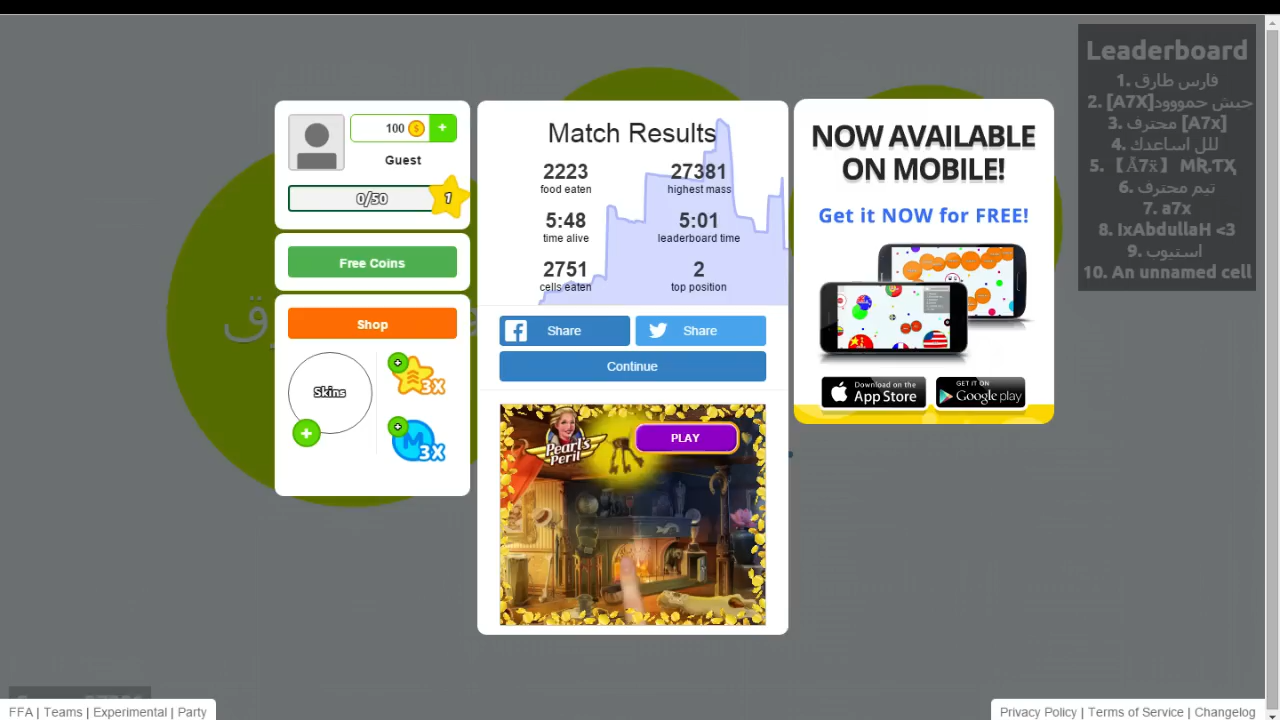 Leaderboard
1. فارس طارق
2. [A7X]حبش حمووود
3. محترف [A7x]
4. للل اساعدك
5. 【Å7ẍ】 MƦ.TҲ
6. تيم محترف
7. a7x
8. IxAbdullaH <3
9. استيوب
10. An unnamed cell
100
Guest
0/50
1
Free Coins
Shop
Skins
3X
M
3X
Match Results
2223
food eaten
27381
highest mass
5:48
time alive
5:01
leaderboard time
2751
cells eaten
2
top position
Share
Share
Continue
Pearl's
Peril
PLAY
NOW AVAILABLE
ON MOBILE!
Get it NOW for FREE!
Download on the
App Store
GET IT ON
Google play
FFA | Teams | Experimental | Party
Privacy Policy | Terms of Service | Changelog